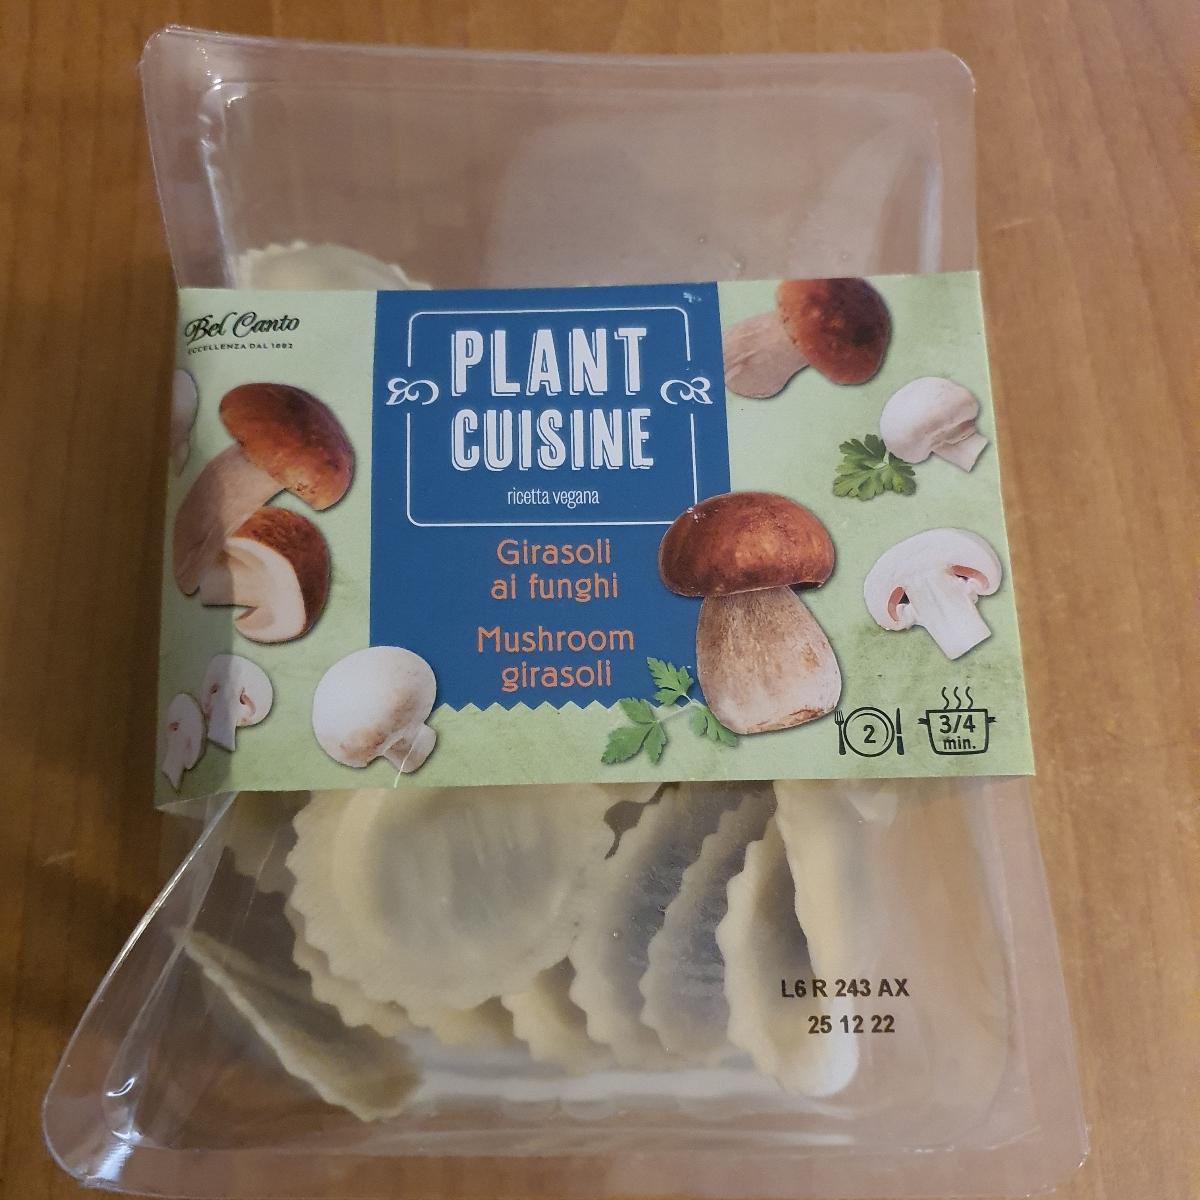 Bel Canto
ECCELLENZA DAL 1882
PLANT
CUISINE
ricetta vegana
Girasoli
ai funghi
Mushroom
girasoli
2
3/4
min.
L6 R 243 AX
25 12 22